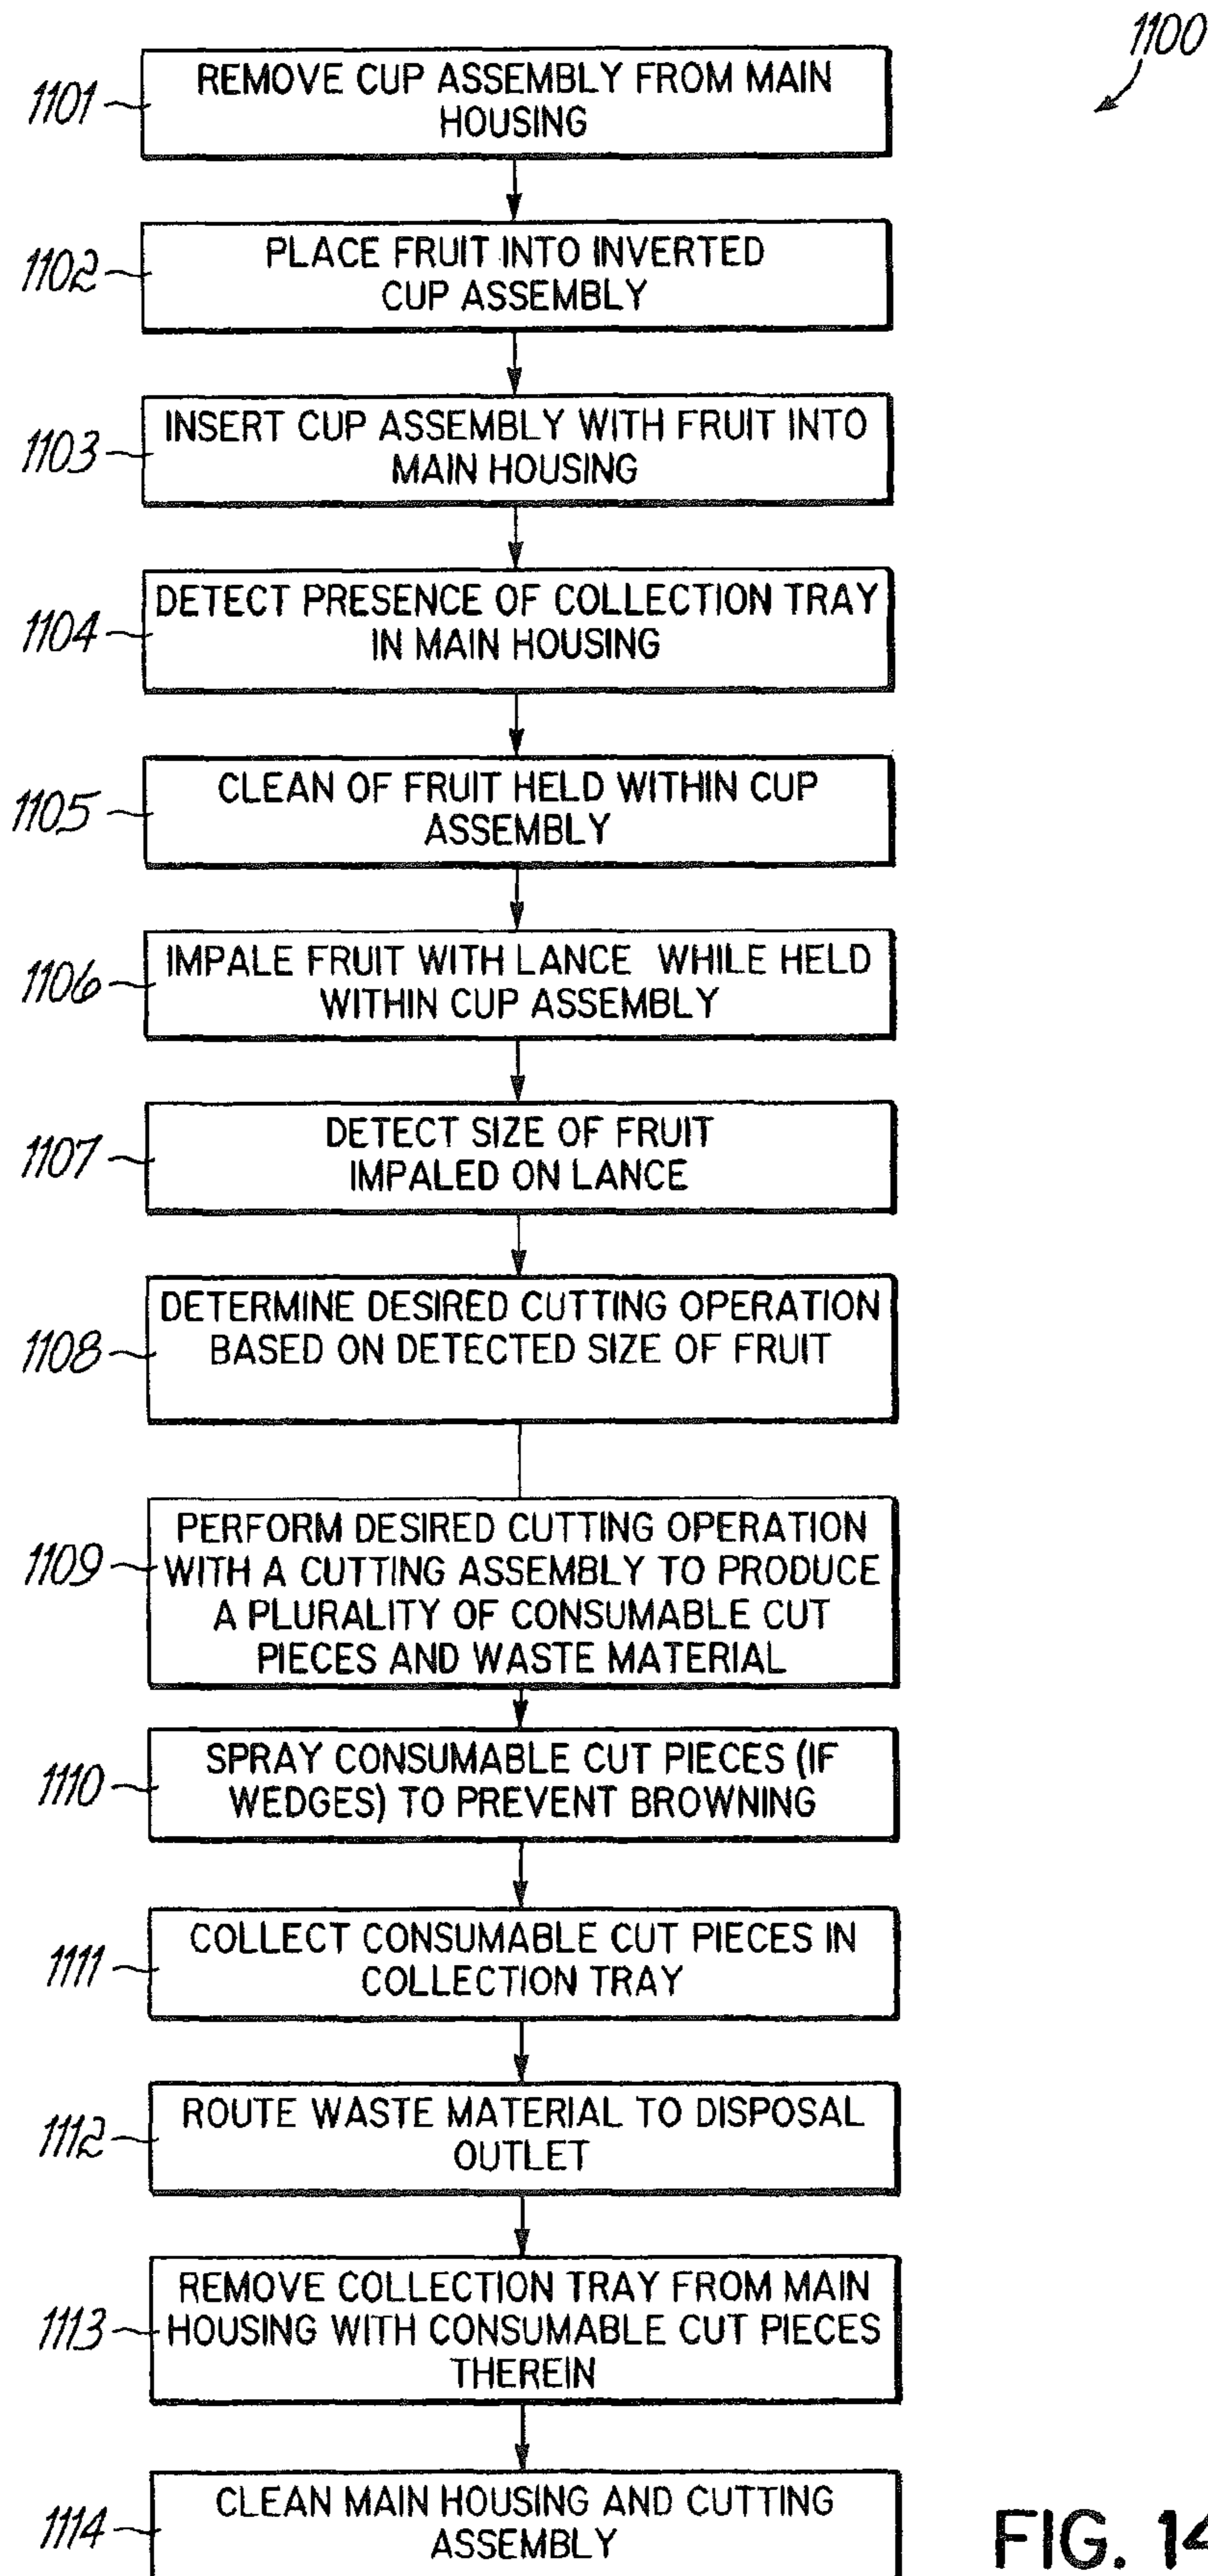 1100
1101
REMOVE CUP ASSEMBLY FROM MAIN
HOUSING
1102
PLACE FRUIT INTO INVERTED
CUP ASSEMBLY
1103
INSERT CUP ASSEMBLY WITH FRUIT INTO
MAIN HOUSING
1104
DETECT PRESENCE OF COLLECTION TRAY
IN MAIN HOUSING
1105
CLEAN OF FRUIT HELD WITHIN CUP
ASSEMBLY
1106
IMPALE FRUIT WITH LANCE WHILE HELD
WITHIN CUP ASSEMBLY
1107
DETECT SIZE OF FRUIT
IMPALED ON LANCE
1108
DETERMINE DESIRED CUTTING OPERATION
BASED ON DETECTED SIZE OF FRUIT
1109
PERFORM DESIRED CUTTING OPERATION
WITH A CUTTING ASSEMBLY TO PRODUCE
A PLURALITY OF CONSUMABLE CUT
PIECES AND WASTE MATERIAL
1110
SPRAY CONSUMABLE CUT PIECES (IF
WEDGES) TO PREVENT BROWNING
1111
COLLECT CONSUMABLE CUT PIECES IN
COLLECTION TRAY
1112
ROUTE WASTE MATERIAL TO DISPOSAL
OUTLET
1113
REMOVE COLLECTION TRAY FROM MAIN
HOUSING WITH CONSUMABLE CUT PIECES
THEREIN
1114
CLEAN MAIN HOUSING AND CUTTING
ASSEMBLY
FIG. 14